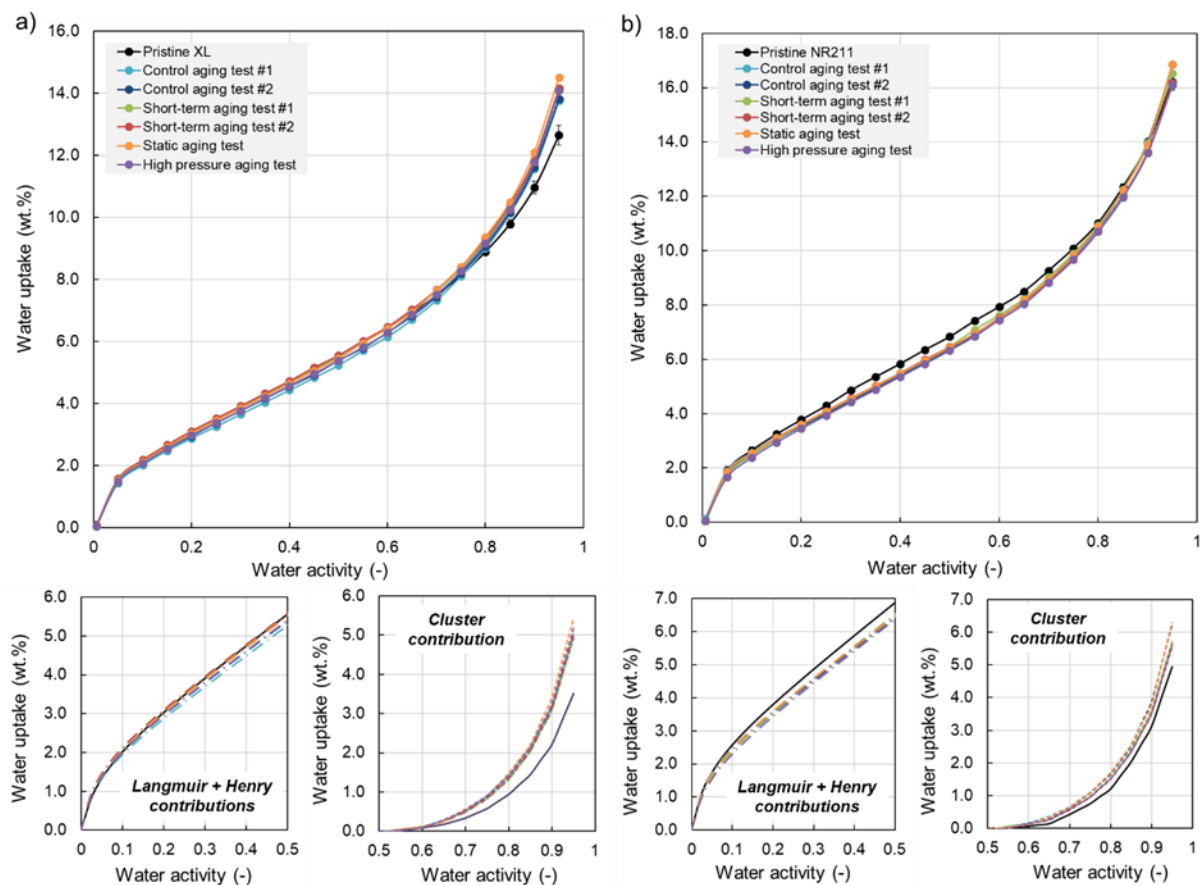 a)
16.0
14.0
12.0
10.0
8.0
6.0
4.0
2.0
0.0
Water uptake (wt.%)
Pristine XL
Control aging test #1
Control aging test #2
Short-term aging test #1
Short-term aging test #2
Static aging test
High pressure aging test
0 0.2 0.4 0.6 0.8 1
Water activity (-)
b)
18.0
16.0
14.0
12.0
10.0
8.0
6.0
4.0
2.0
0.0
Water uptake (wt.%)
Pristine NR211
Control aging test #1
Control aging test #2
Short-term aging test #1
Short-term aging test #2
Static aging test
High pressure aging test
0 0.2 0.4 0.6 0.8 1
Water activity (-)
6.0
5.0
4.0
3.0
2.0
1.0
0.0
Water uptake (wt.%)
Langmuir + Henry
contributions
0 0.1 0.2 0.3 0.4 0.5
Water activity (-)
6.0
5.0
4.0
3.0
2.0
1.0
0.0
Water uptake (wt.%)
Cluster
contribution
0.5 0.6 0.7 0.8 0.9 1
Water activity (-)
7.0
6.0
5.0
4.0
3.0
2.0
1.0
0.0
Water uptake (wt.%)
Langmuir + Henry
contributions
0 0.1 0.2 0.3 0.4 0.5
Water activity (-)
7.0
6.0
5.0
4.0
3.0
2.0
1.0
0.0
Water uptake (wt.%)
Cluster
contribution
0.5 0.6 0.7 0.8 0.9 1
Water activity (-)